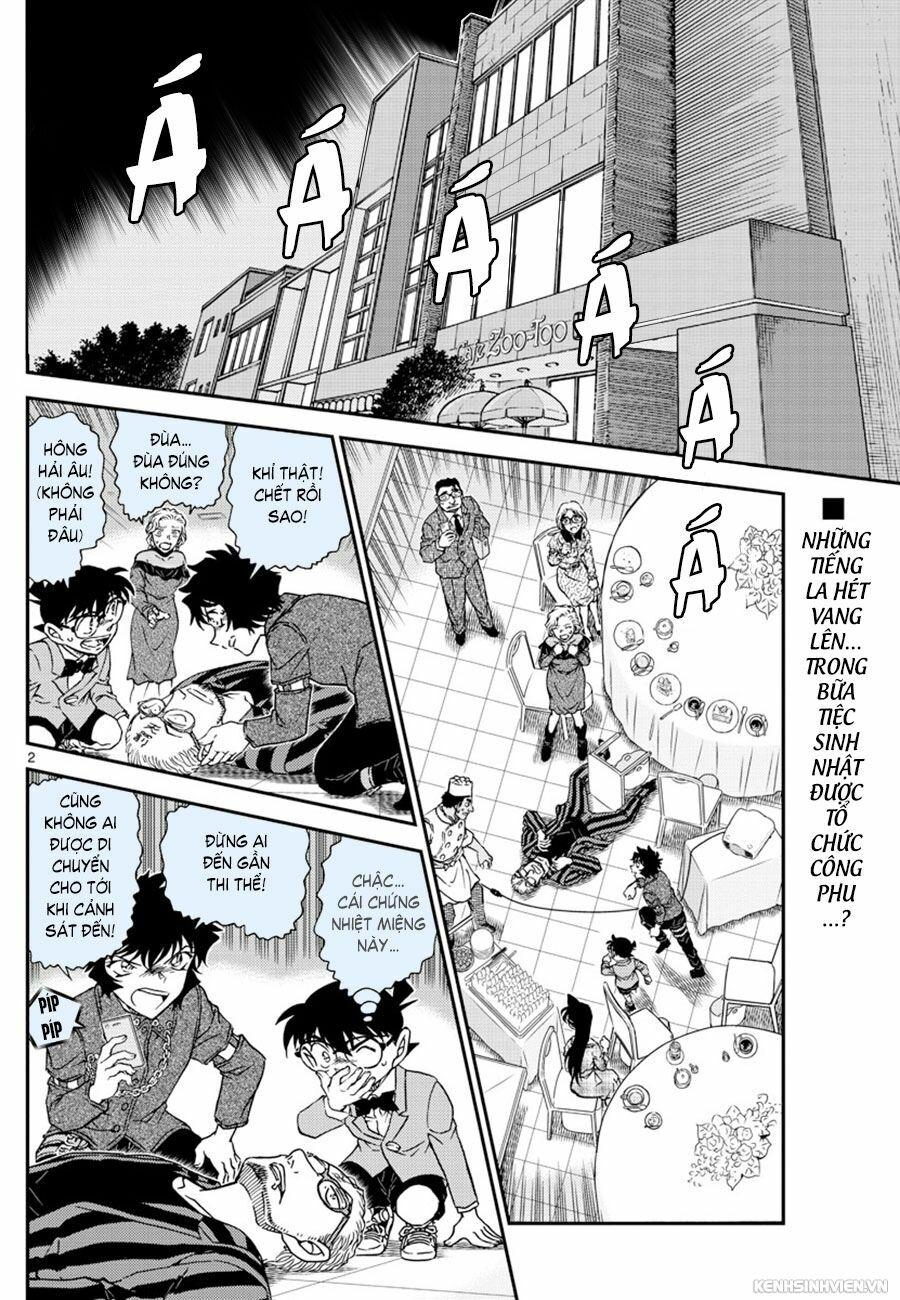 Á
Á
Á
Á
Á
Á
Cafe ZOO-TOO
KHỈ THẬT!
CHẾT RỒI
SAO!
ĐÙA...
ĐÙA ĐÚNG
KHÔNG?
HÔNG
HẢI ÂU!
(KHÔNG
PHẢI
ĐÂU)
2
■
NHỮNG
TIẾNG
LA HÉT
VANG
LÊN...
TRONG
BỮA
TIỆC
SINH
NHẬT
ĐƯỢC
TỔ
CHỨC
CÔNG
PHU
...?
CŨNG
KHÔNG AI
ĐƯỢC DI
CHUYỂN
CHO TỚI
KHI CẢNH
SÁT ĐẾN!
ĐỪNG AI
ĐẾN GẦN
THI THỂ!
CHẬC...
CÁI CHỨNG
NHIỆT MIỆNG
NÀY...
PÍP
PÍP
KENHSINHVIEN.VN